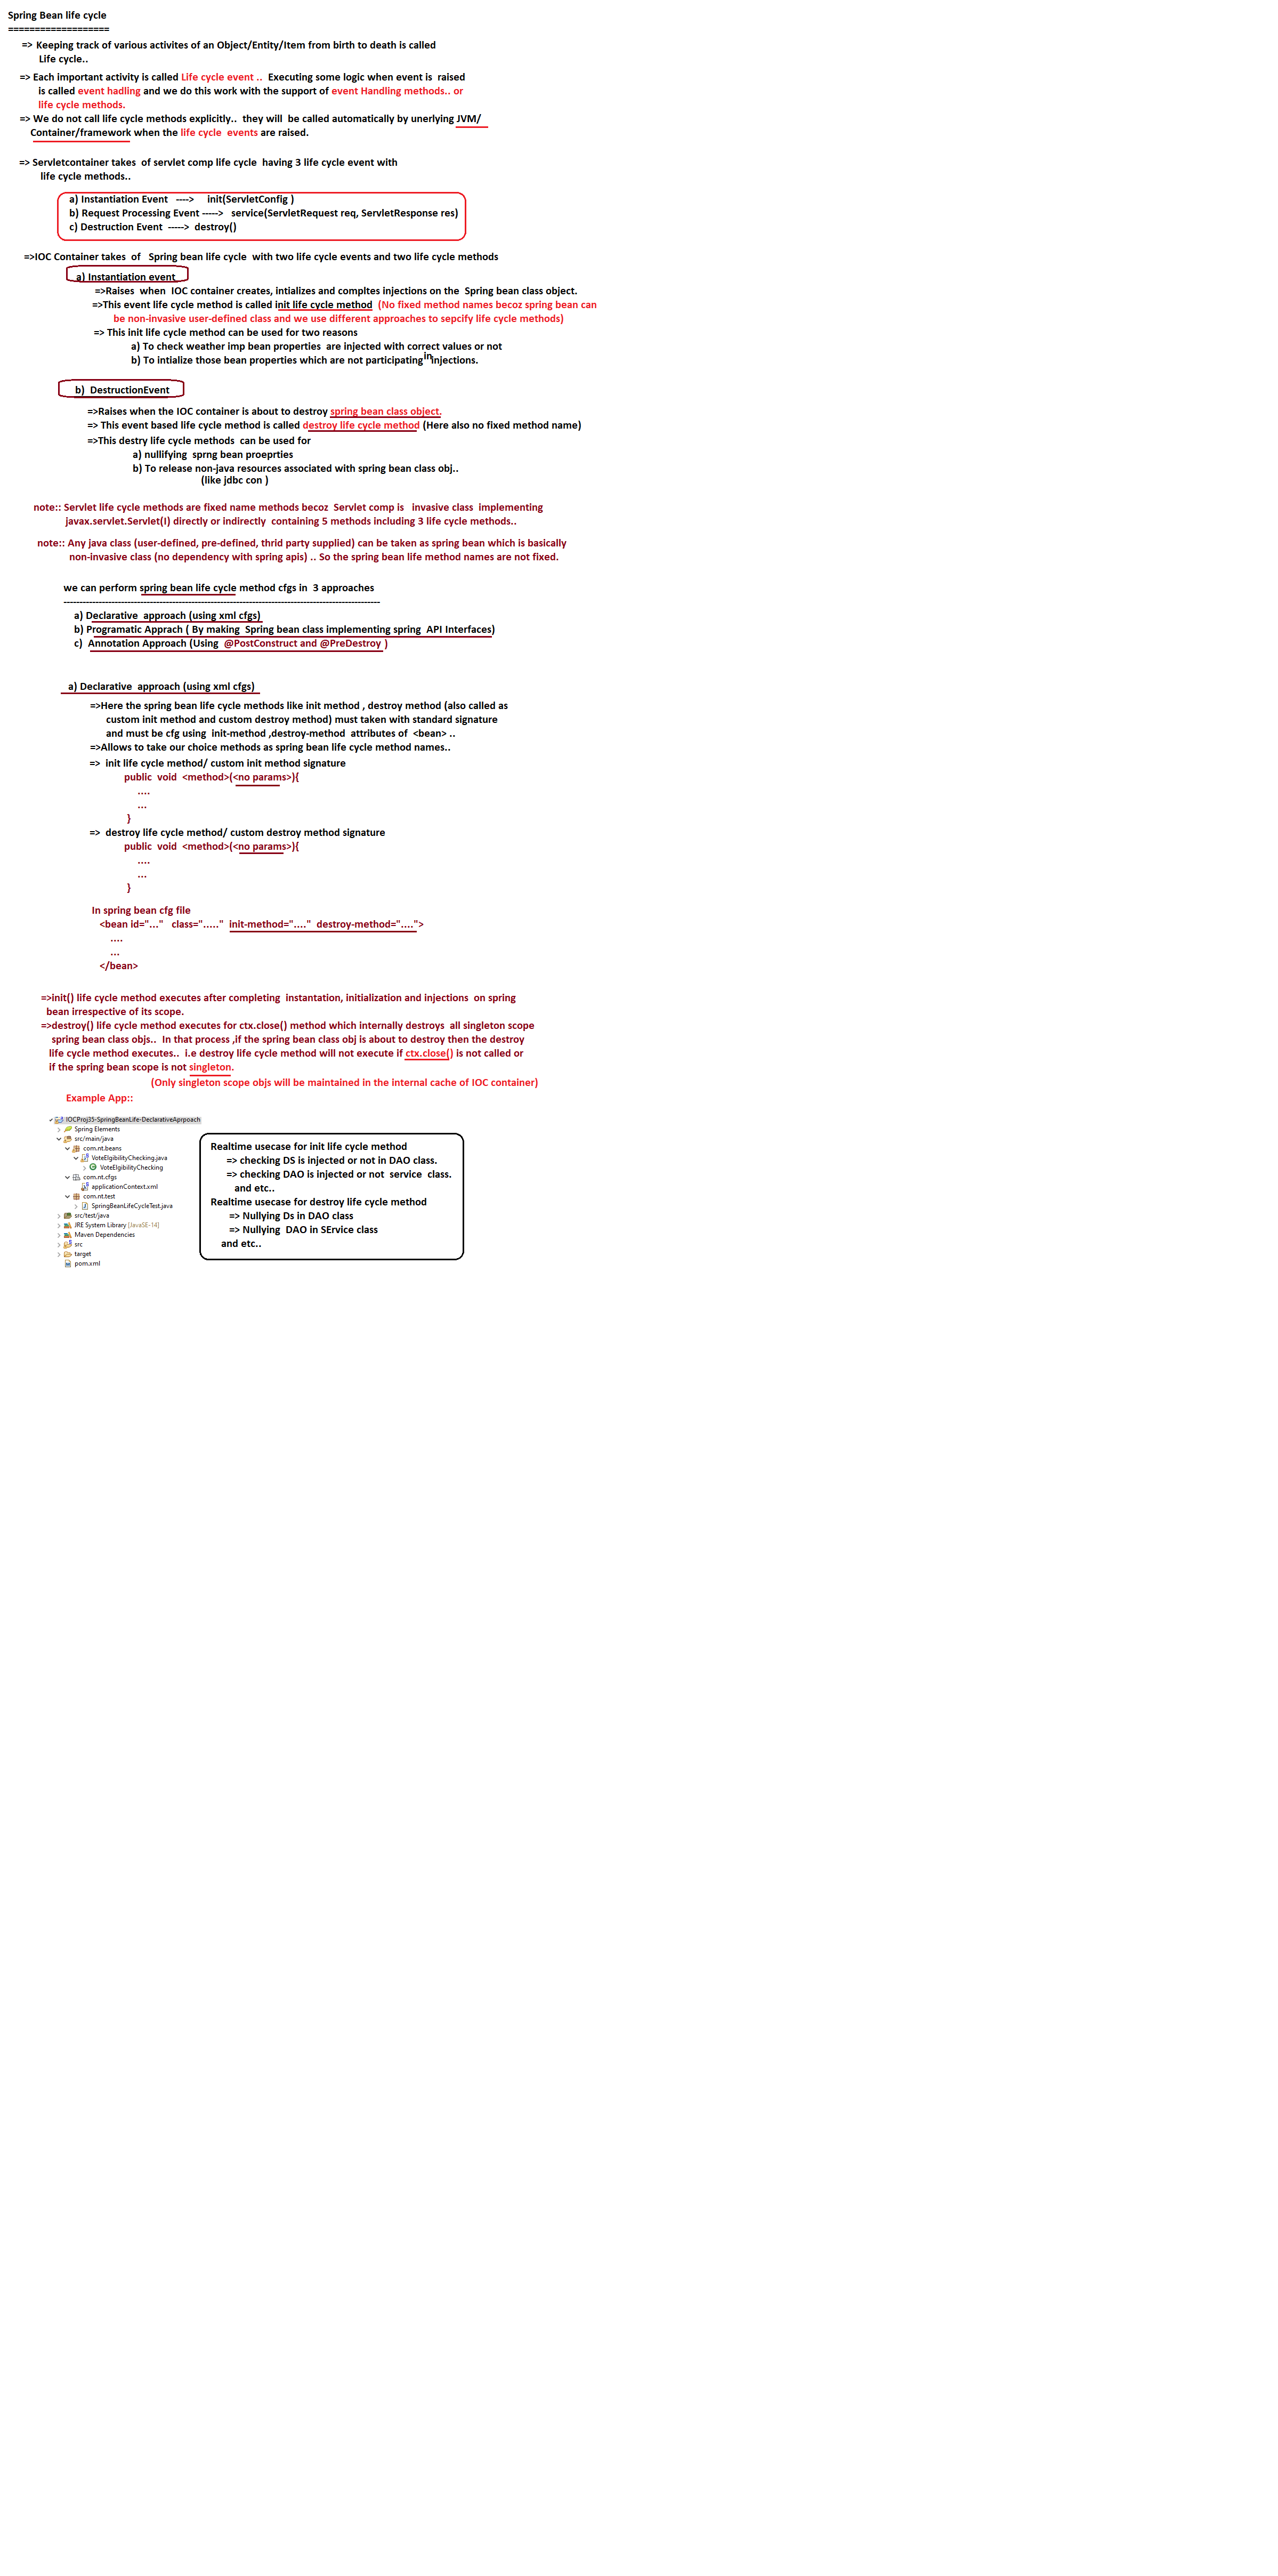 Spring Bean life cycle
===================
=> Keeping track of various activites of an Object/Entity/Item from birth to death is called
Life cycle..
=> Each important activity is called Life cycle event .. Executing some logic when event is raised
is called event hadling and we do this work with the support of event Handling methods.. or
life cycle methods.
=> We do not call life cycle methods explicitly.. they will be called automatically by unerlying JVM/
Container/framework when the life cycle events are raised.
=> Servletcontainer takes of servlet comp life cycle having 3 life cycle event with
life cycle methods..
a) Instantiation Event ----> init(ServletConfig )
b) Request Processing Event -----> service(ServletRequest req, ServletResponse res)
c) Destruction Event -----> destroy()
=>IOC Container takes of Spring bean life cycle with two life cycle events and two life cycle methods
a) Instantiation event
=>Raises when IOC container creates, intializes and compltes injections on the Spring bean class object.
=>This event life cycle method is called init life cycle method (No fixed method names becoz spring bean can
be non-invasive user-defined class and we use different approaches to sepcify life cycle methods)
=> This init life cycle method can be used for two reasons
a) To check weather imp bean properties are injected with correct values or not
b) To intialize those bean properties which are not participating in injections.
b) DestructionEvent
=>Raises when the IOC container is about to destroy spring bean class object.
=> This event based life cycle method is called destroy life cycle method (Here also no fixed method name)
=>This destry life cycle methods can be used for
a) nullifying sprng bean proeprties
b) To release non-java resources associated with spring bean class obj..
(like jdbc con )
note:: Servlet life cycle methods are fixed name methods becoz Servlet comp is invasive class implementing
javax.servlet.Servlet(I) directly or indirectly containing 5 methods including 3 life cycle methods..
note:: Any java class (user-defined, pre-defined, thrid party supplied) can be taken as spring bean which is basically
non-invasive class (no dependency with spring apis) .. So the spring bean life method names are not fixed.
we can perform spring bean life cycle method cfgs in 3 approaches
---------------------------------------------------------------------------------------------------
a) Declarative approach (using xml cfgs)
b) Programatic Apprach ( By making Spring bean class implementing spring API Interfaces)
c) Annotation Approach (Using @PostConstruct and @PreDestroy )
a) Declarative approach (using xml cfgs)
=>Here the spring bean life cycle methods like init method , destroy method (also called as
custom init method and custom destroy method) must taken with standard signature
and must be cfg using init-method ,destroy-method attributes of <bean> ..
=>Allows to take our choice methods as spring bean life cycle method names..
=> init life cycle method/ custom init method signature
public void <method>(<no params>){
....
...
}
=> destroy life cycle method/ custom destroy method signature
public void <method>(<no params>){
....
...
}
In spring bean cfg file
<bean id="..." class="....." init-method="...." destroy-method="....">
....
...
</bean>
=>init() life cycle method executes after completing instantation, initialization and injections on spring
bean irrespective of its scope.
=>destroy() life cycle method executes for ctx.close() method which internally destroys all singleton scope
spring bean class objs.. In that process ,if the spring bean class obj is about to destroy then the destroy
life cycle method executes.. i.e destroy life cycle method will not execute if ctx.close() is not called or
if the spring bean scope is not singleton.
(Only singleton scope objs will be maintained in the internal cache of IOC container)
Example App::
IOCProj35-SpringBeanLife-DeclarativeAprpoach
Spring Elements
src/main/java
com.nt.beans
VoteElgibilityChecking.java
VoteElgibilityChecking
com.nt.cfgs
applicationContext.xml
com.nt.test
SpringBeanLifeCycleTest.java
src/test/java
JRE System Library [JavaSE-14]
Maven Dependencies
src
target
pom.xml
Realtime usecase for init life cycle method
=> checking DS is injected or not in DAO class.
=> checking DAO is injected or not service class.
and etc..
Realtime usecase for destroy life cycle method
=> Nullying Ds in DAO class
=> Nullying DAO in SErvice class
and etc..